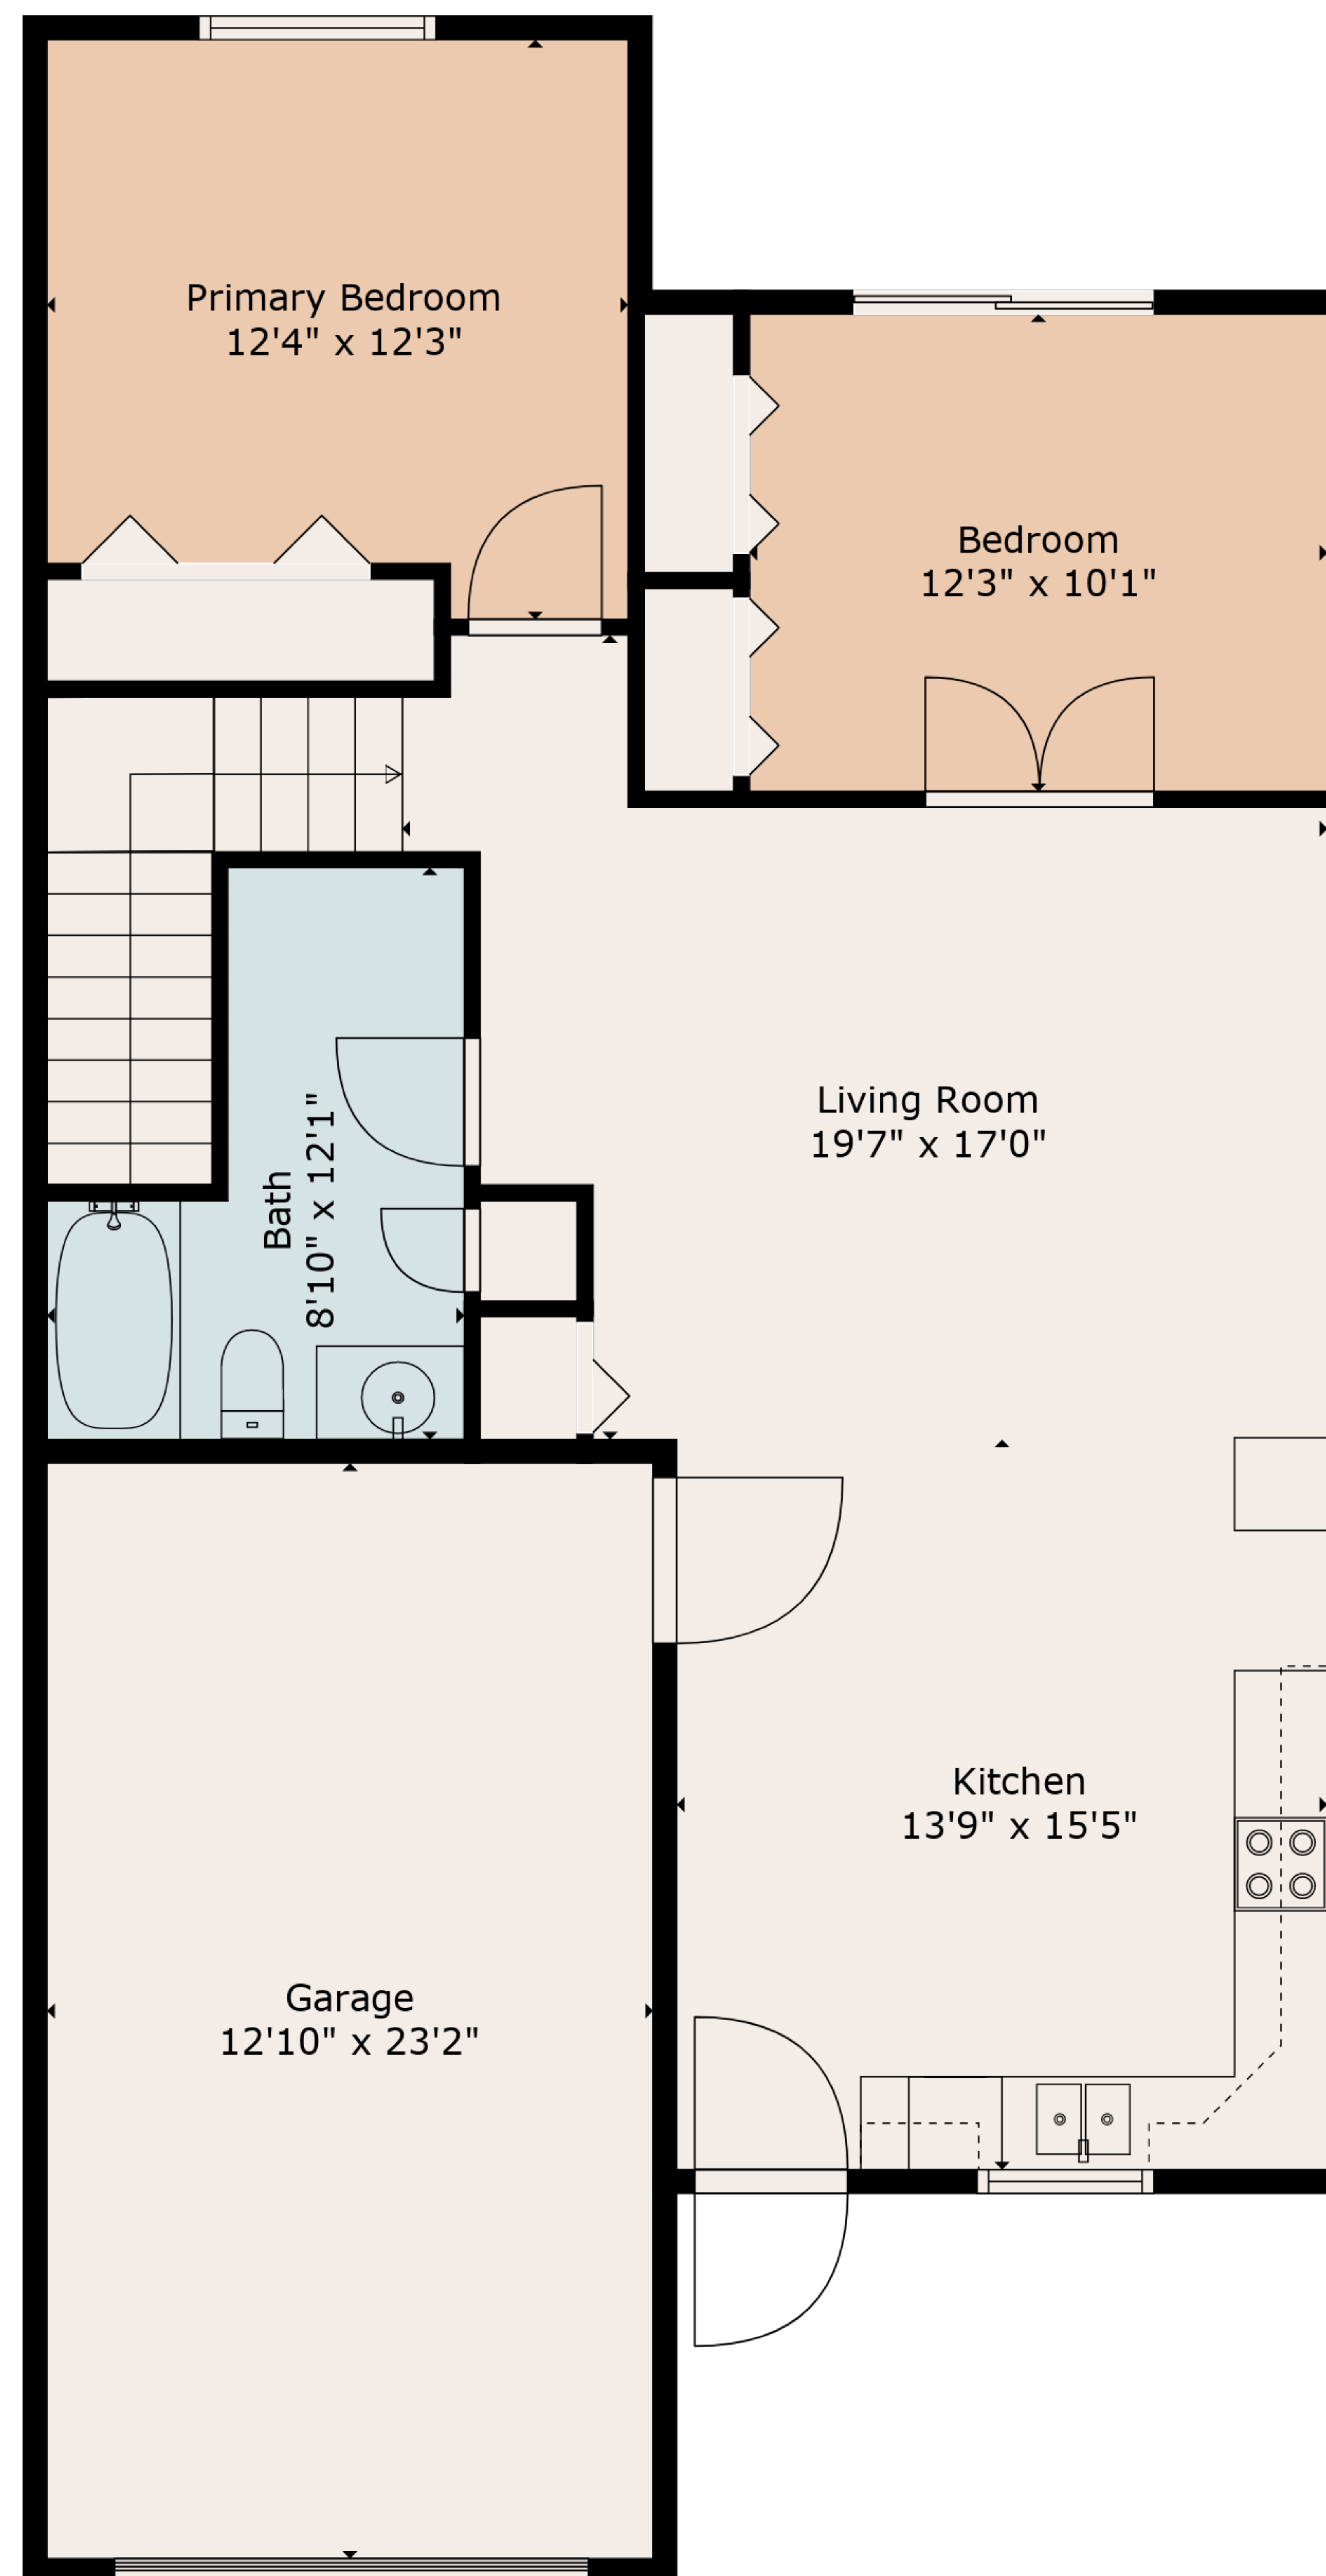 Primary Bedroom
12'4" x 12'3"
Bedroom
12'3" x 10'1"
Living Room
19'7" x 17'0"
Bath
8'10" x 12'1"
Kitchen
13'9" x 15'5"
Garage
12'10" x 23'2"